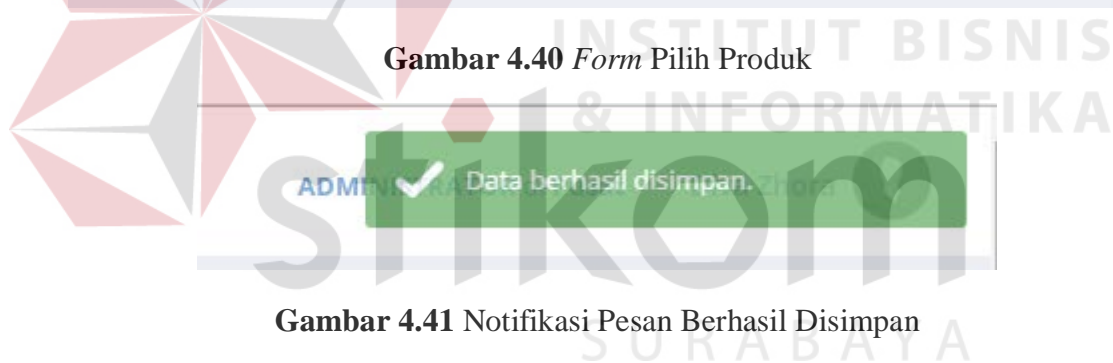 INSTITUT BISNIS
Gambar 4.40 Form Pilih Produk
& INFORMATIKA
Data berhasil disimpan.
stikom
Gambar 4.41 Notifikasi Pesan Berhasil Disimpan
SURABAYA